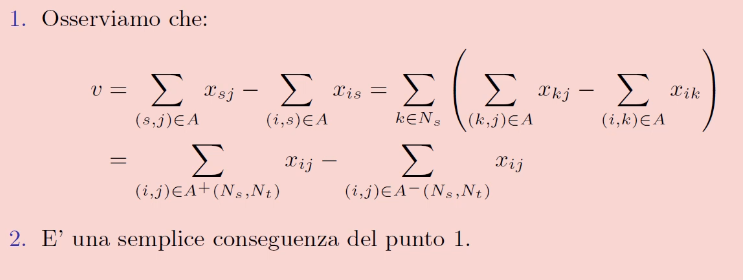 1. Osserviamo che:
v = ∑_{(s,j)∈A} x_{sj} − ∑_{(i,s)∈A} x_{is} = ∑_{k∈N_s} ( ∑_{(k,j)∈A} x_{kj} − ∑_{(i,k)∈A} x_{ik} )
= ∑_{(i,j)∈A^+(N_s,N_t)} x_{ij} − ∑_{(i,j)∈A^−(N_s,N_t)} x_{ij}
2. E' una semplice conseguenza del punto 1.